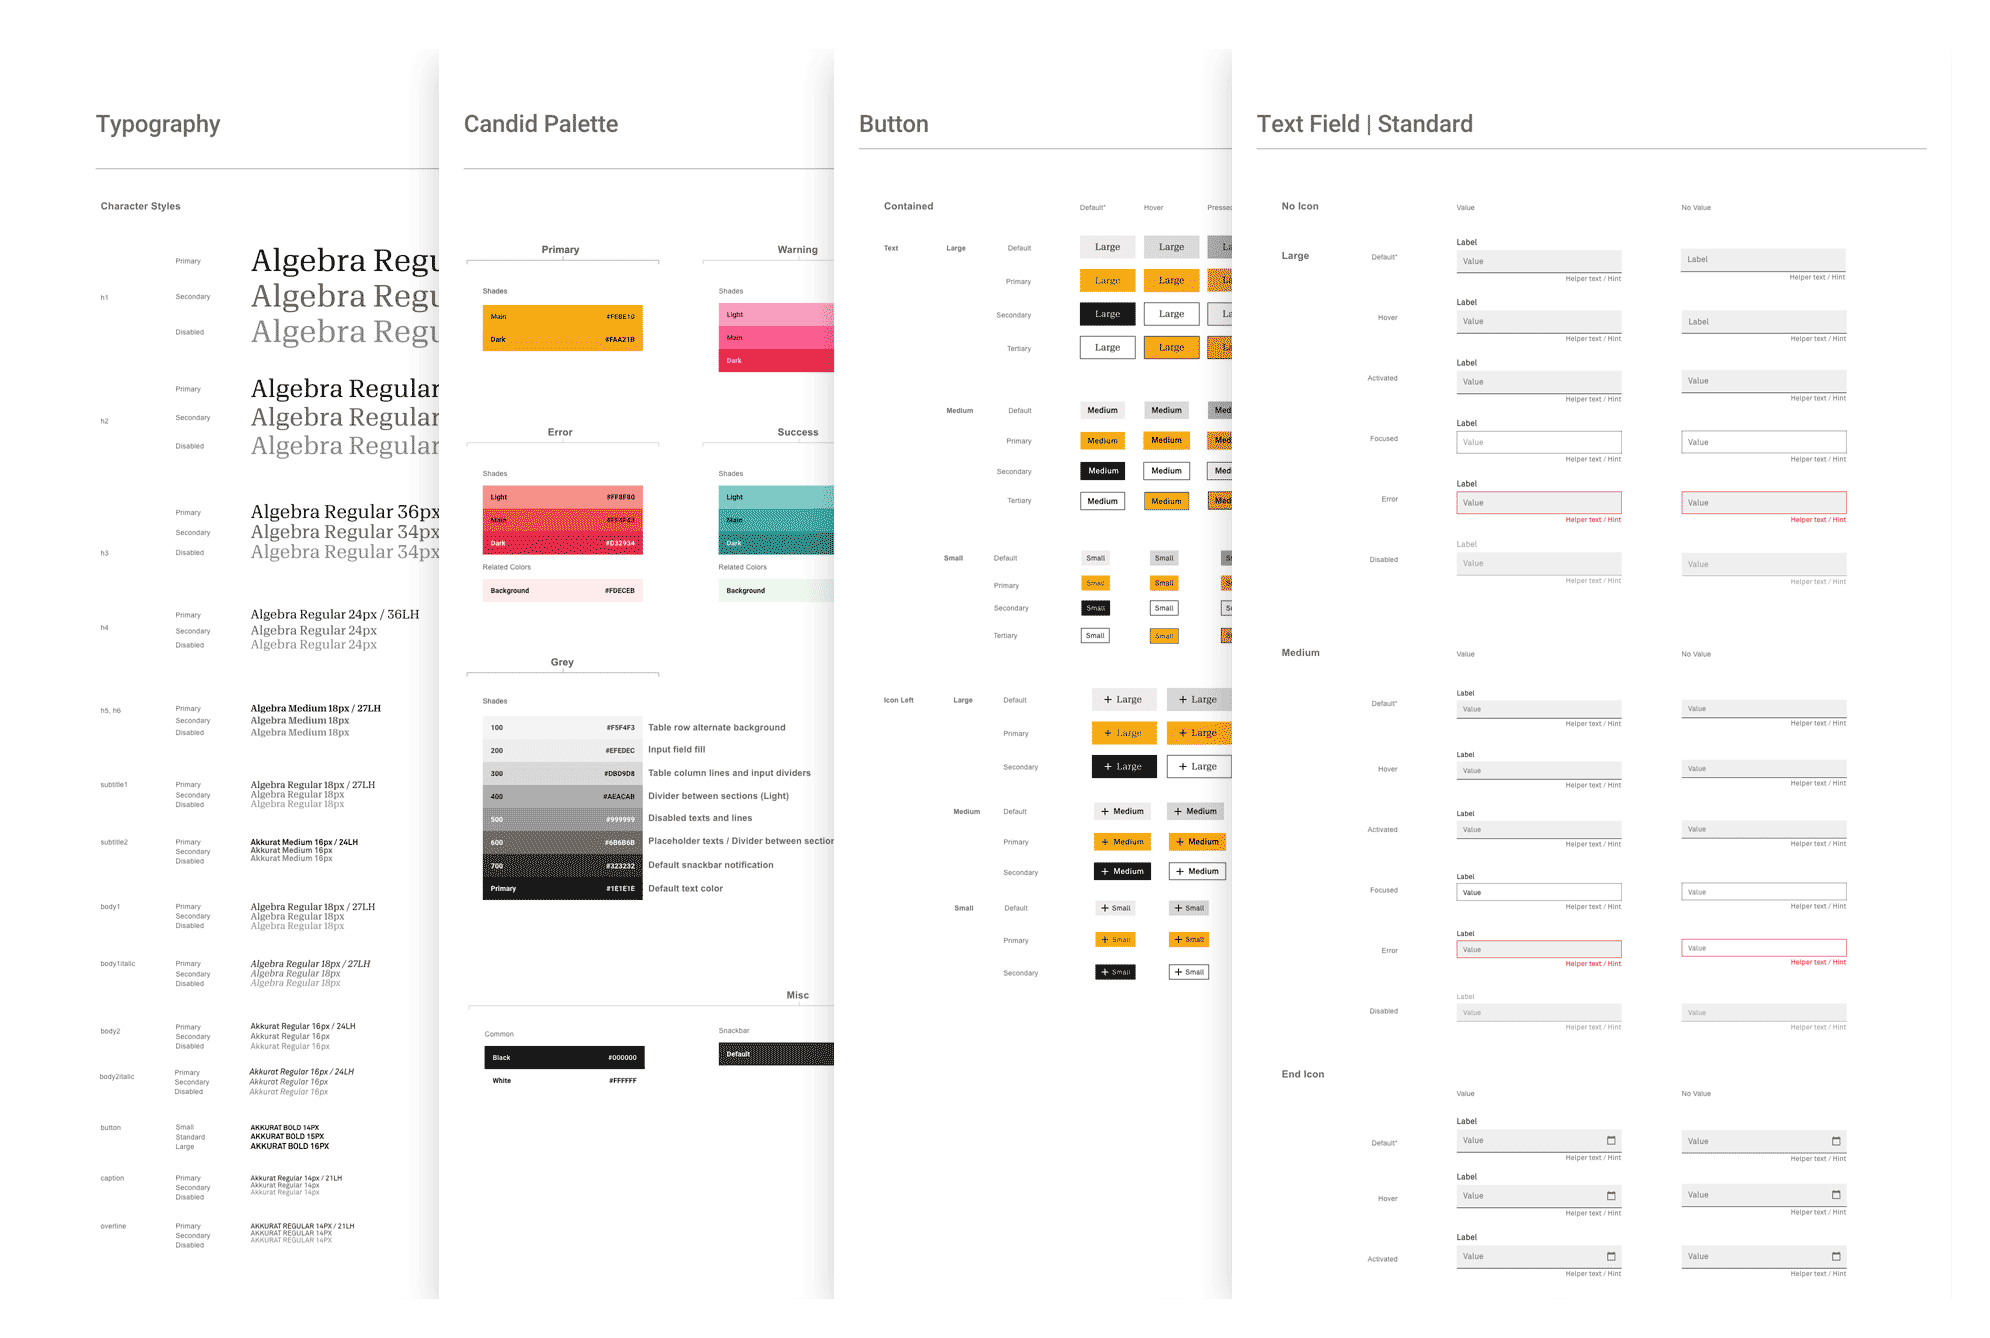 Typography
Character Styles
h1
Primary
Algebra Regu
Secondary
Algebra Regu
Disabled
Algebra Regu
h2
Primary
Algebra Regular
Secondary
Algebra Regular
Disabled
Algebra Regular
h3
Primary
Algebra Regular 36px
Secondary
Algebra Regular 34px
Disabled
Algebra Regular 34px
h4
Primary
Algebra Regular 24px / 36LH
Secondary
Algebra Regular 24px
Disabled
Algebra Regular 24px
h5, h6
Primary
Algebra Medium 18px / 27LH
Secondary
Algebra Medium 18px
Disabled
Algebra Medium 18px
subtitle1
Primary
Algebra Regular 18px / 27LH
Secondary
Algebra Regular 18px
Disabled
Algebra Regular 18px
subtitle2
Primary
Akkurat Medium 16px / 24LH
Secondary
Akkurat Medium 16px
Disabled
Akkurat Medium 16px
body1
Primary
Algebra Regular 18px / 27LH
Secondary
Algebra Regular 18px
Disabled
Algebra Regular 18px
body1italic
Primary
Algebra Regular 18px / 27LH
Secondary
Algebra Regular 18px
Disabled
Algebra Regular 18px
body2
Primary
Akkurat Regular 16px / 24LH
Secondary
Akkurat Regular 16px
Disabled
Akkurat Regular 16px
body2italic
Primary
Akkurat Regular 16px / 24LH
Secondary
Akkurat Regular 16px
Disabled
Akkurat Regular 16px
button
Small
AKKURAT BOLD 14PX
Standard
AKKURAT BOLD 15PX
Large
AKKURAT BOLD 16PX
caption
Primary
Akkurat Regular 14px / 21LH
Secondary
Akkurat Regular 14px
Disabled
Akkurat Regular 14px
overline
Primary
AKKURAT REGULAR 14PX / 21LH
Secondary
AKKURAT REGULAR 14PX
Disabled
AKKURAT REGULAR 14PX
Candid Palette
Primary
Shades
Main #FEBE10
Dark #FAA21B
Warning
Shades
Light
Main
Dark
Error
Shades
Light #FF8F80
Main
Dark #D32934
Related Colors
Background #FDECEB
Success
Shades
Light
Main
Dark
Related Colors
Background
Grey
Shades
100 #F5F4F3 Table row alternate background
200 #EFEDEC Input field fill
300 #DBD9D8 Table column lines and input dividers
400 #AEACAB Divider between sections (Light)
500 #999999 Disabled texts and lines
600 #6B6B6B Placeholder texts / Divider between section
700 #323232 Default snackbar notification
Primary #1E1E1E Default text color
Misc
Common
Black #000000
White #FFFFFF
Snackbar
Default
Button
Contained
Default* Hover Pressed
Text Large Default Large Large La
Primary Large Large L
Secondary Large Large La
Tertiary Large Large La
Medium Default Medium Medium Med
Primary Medium Medium Med
Secondary Medium Medium Med
Tertiary Medium Medium Med
Small Default Small Small S
Primary Small Small S
Secondary Small Small S
Tertiary Small Small S
Icon Left Large Default + Large + Large
Primary + Large + Large
Secondary + Large + Large
Medium Default + Medium + Medium
Primary + Medium + Medium
Secondary + Medium + Medium
Small Default + Small + Small
Primary + Small + Small
Secondary + Small + Small
Text Field | Standard
No Icon Value No Value
Large
Label
Default* Value Label
Helper text / Hint Helper text / Hint
Label
Hover Value Label
Helper text / Hint Helper text / Hint
Label
Activated Value Value
Helper text / Hint Helper text / Hint
Label
Focused Value Value
Helper text / Hint Helper text / Hint
Label
Error Value Value
Helper text / Hint Helper text / Hint
Label
Disabled Value Value
Helper text / Hint Helper text / Hint
Medium Value No Value
Label
Default* Value Value
Helper text / Hint Helper text / Hint
Label
Hover Value Value
Helper text / Hint Helper text / Hint
Label
Activated Value Value
Helper text / Hint Helper text / Hint
Label
Focused Value Value
Helper text / Hint Helper text / Hint
Label
Error Value Value
Helper text / Hint Helper text / Hint
Label
Disabled Value Value
Helper text / Hint Helper text / Hint
End Icon
Value No Value
Label
Default* Value Value
Helper text / Hint Helper text / Hint
Label
Hover Value Value
Helper text / Hint Helper text / Hint
Label
Activated Value Value
Helper text / Hint Helper text / Hint